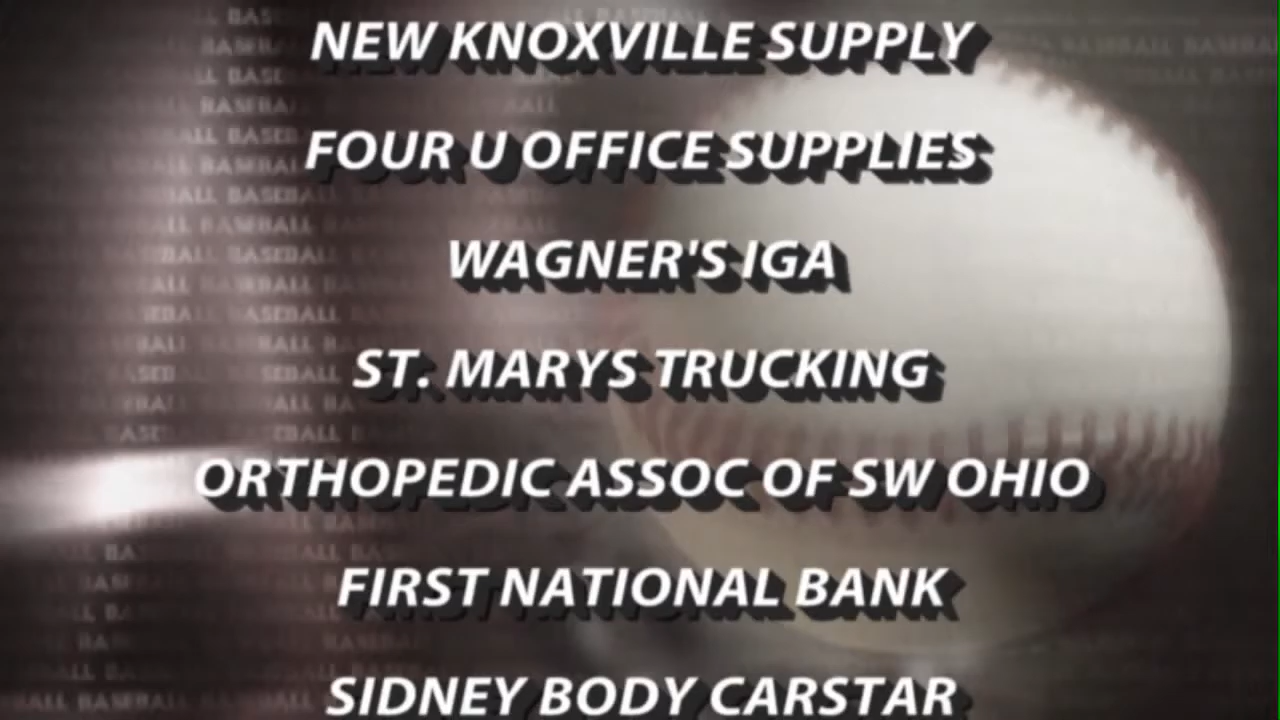 NEW KNOXVILLE SUPPLY
FOUR U OFFICE SUPPLIES
WAGNER'S IGA
ST. MARYS TRUCKING
ORTHOPEDIC ASSOC OF SW OHIO
FIRST NATIONAL BANK
SIDNEY BODY CARSTAR